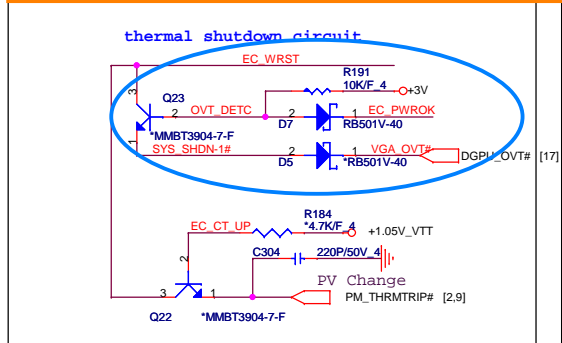 thermal shutdown circuit
EC_WRST
R191
10K/F_4
+3V
Q23
3
2
OVT_DETC
2
1
EC_PWROK
D7
RB501V-40
*MMBT3904-7-F
1
SYS_SHDN-1#
2
1
VGA_OVT#
DGPU_OVT# [17]
D5
*RB501V-40
R184
*4.7K/F_4
EC_CT_UP
+1.05V_VTT
C304
220P/50V_4
2
PV Change
3
1
PM_THRMTRIP# [2,9]
Q22
*MMBT3904-7-F